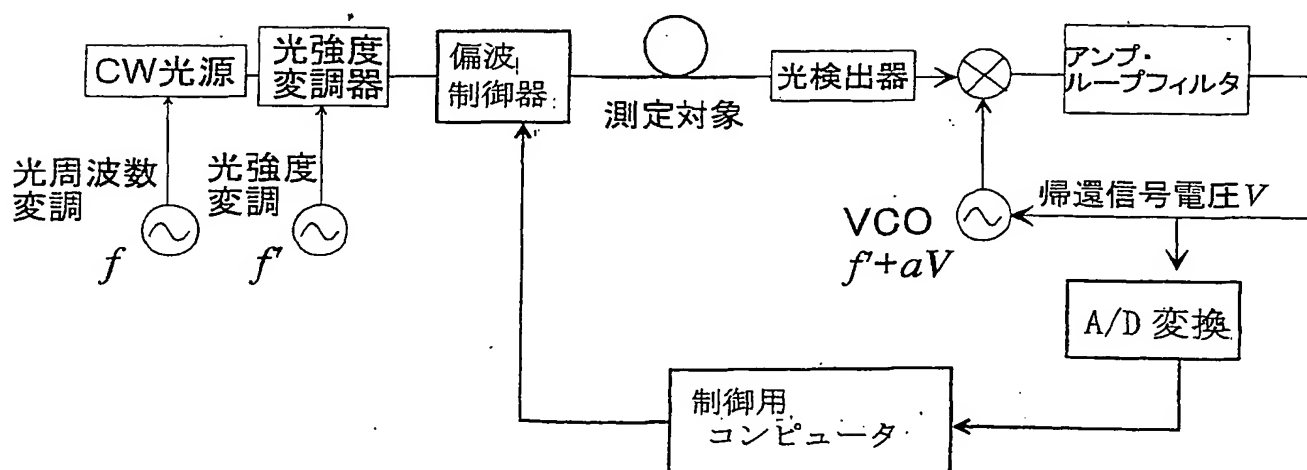 CW光源
光強度
変調器
偏波
制御器
測定対象
光検出器
アンプ・
ループフィルタ
光周波数
変調
f
光強度
変調
f'
VCO
f'+aV
帰還信号電圧V
A/D 変換
制御用
コンピュータ